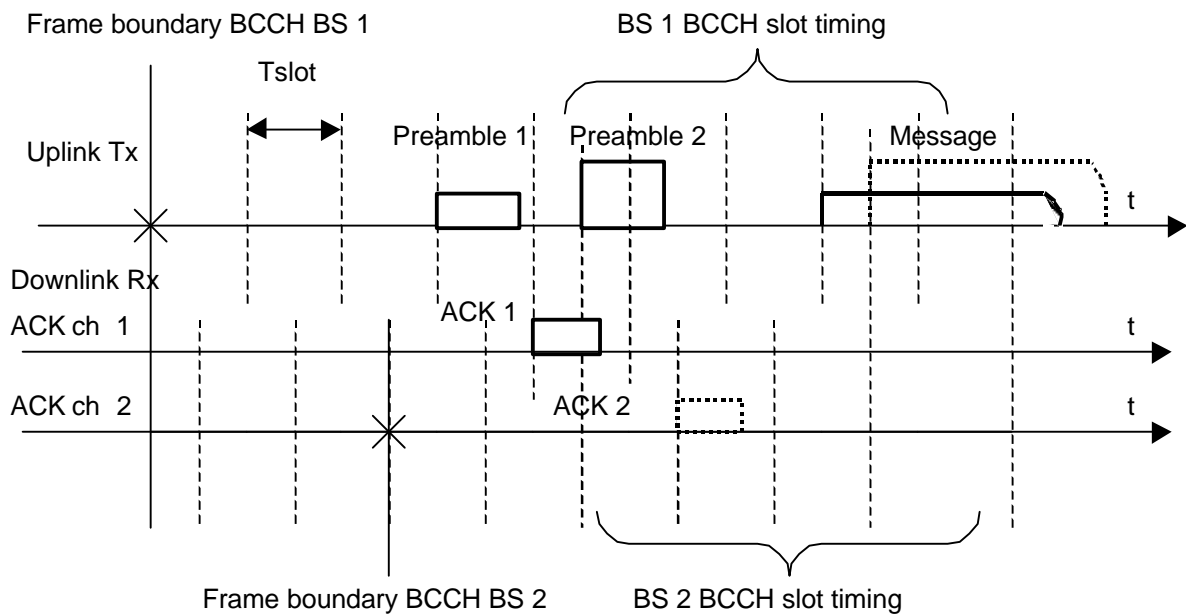 Frame boundary BCCH BS 1
BS 1 BCCH slot timing
Tslot
Preamble 1
Preamble 2
Message
Uplink Tx
t
Downlink Rx
ACK 1
ACK ch 1
t
ACK ch 2
ACK 2
t
Frame boundary BCCH BS 2
BS 2 BCCH slot timing